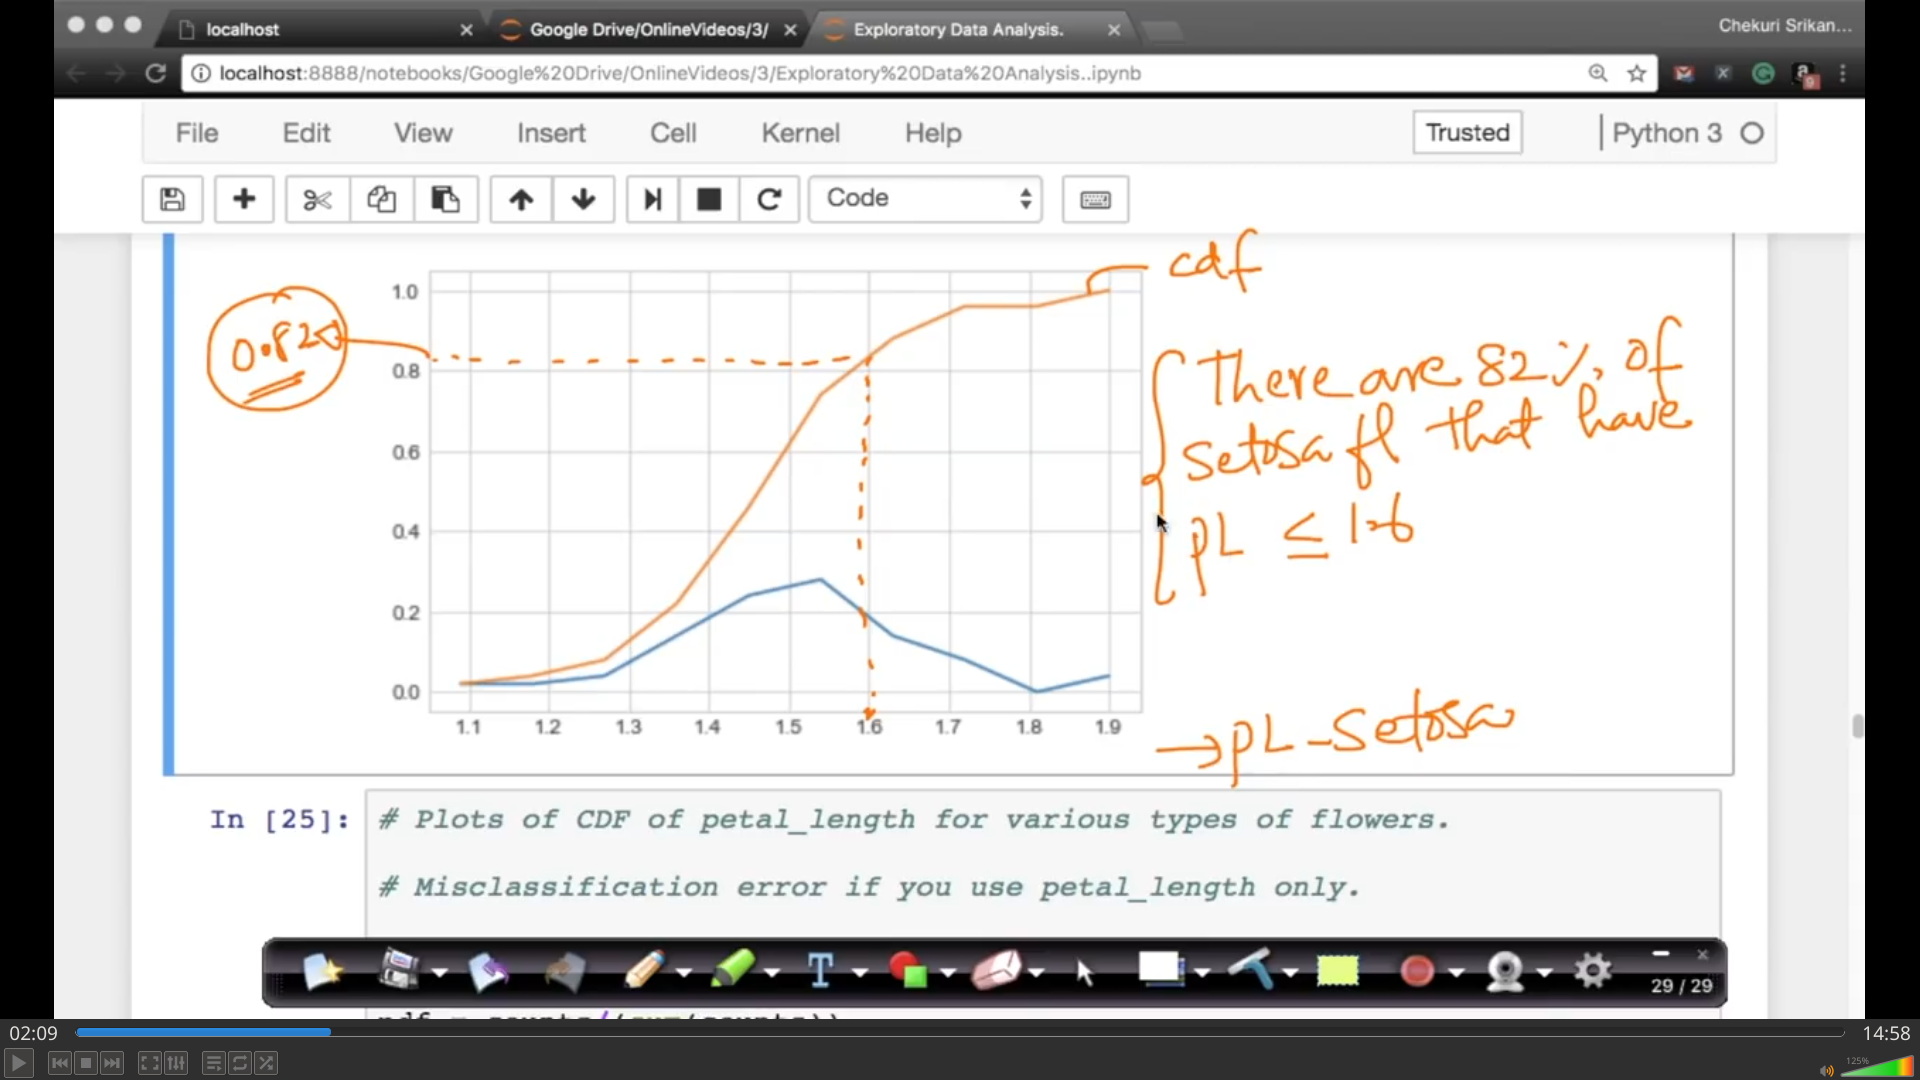 localhost
Google Drive/OnlineVideos/3/
Exploratory Data Analysis.
Chekuri Srikan...
localhost:8888/notebooks/Google%20Drive/OnlineVideos/3/Exploratory%20Data%20Analysis..ipynb
9
File Edit View Insert Cell Kernel Help
Trusted
Python 3
Code
cdf
0.82
1.0
0.8
0.6
0.4
0.2
0.0
1.1 1.2 1.3 1.4 1.5 1.6 1.7 1.8 1.9
There are 82%. of
setosa fl that have
PL ≤ 1.6
→PL-Setosa
In [25]:
# Plots of CDF of petal_length for various types of flowers.
# Misclassification error if you use petal_length only.
29 / 29
02:09
14:58
125%